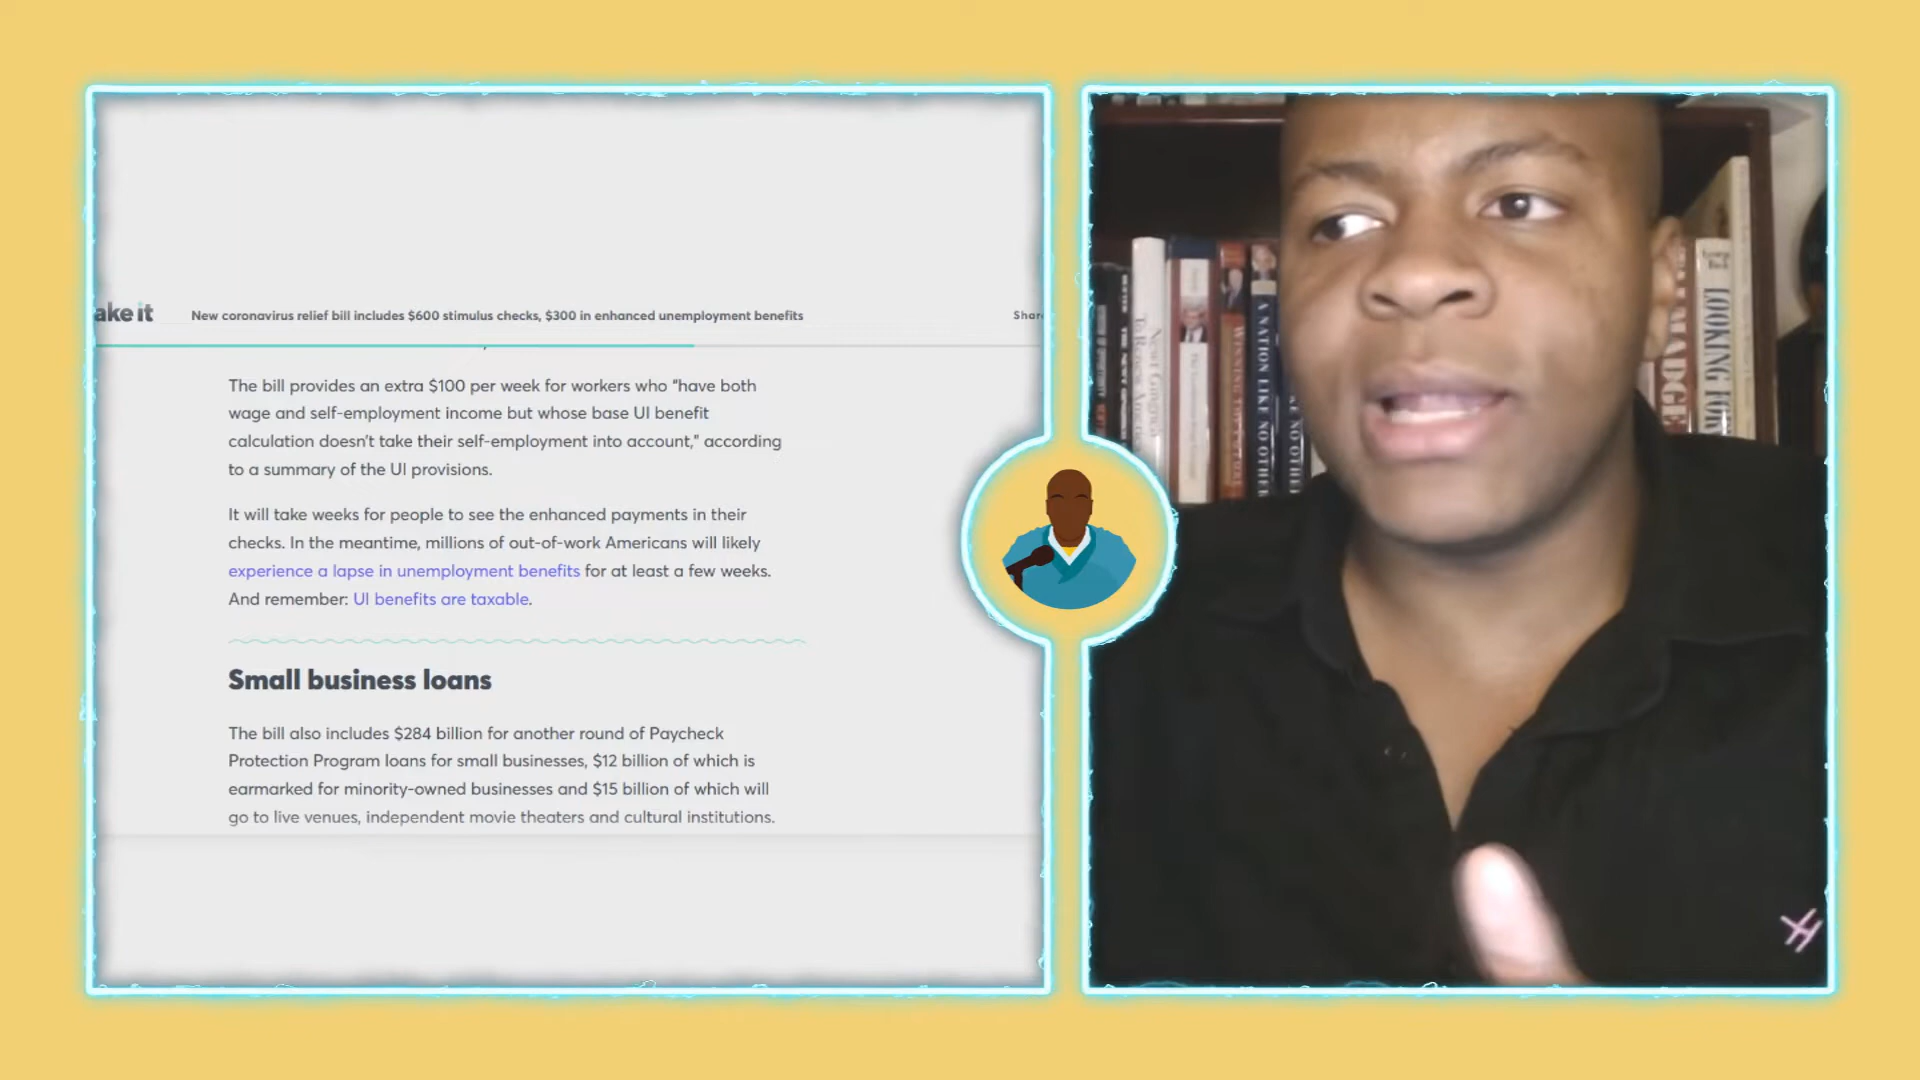 ake it
New coronavirus relief bill includes $600 stimulus checks, $300 in enhanced unemployment benefits
Shar
The bill provides an extra $100 per week for workers who "have both
wage and self-employment income but whose base UI benefit
calculation doesn't take their self-employment into account," according
to a summary of the UI provisions.
It will take weeks for people to see the enhanced payments in their
checks. In the meantime, millions of out-of-work Americans will likely
experience a lapse in unemployment benefits for at least a few weeks.
And remember: UI benefits are taxable.
Small business loans
The bill also includes $284 billion for another round of Paycheck
Protection Program loans for small businesses, $12 billion of which is
earmarked for minority-owned businesses and $15 billion of which will
go to live venues, independent movie theaters and cultural institutions.
WINNING THE FUTURE
A NATION LIKE NO OTHER
LOOKING FOR